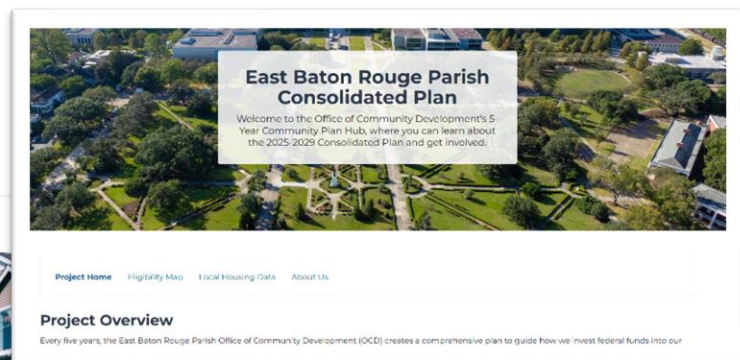 East Baton Rouge Parish
Consolidated Plan
Welcome to the Office of Community Development's 5-
Year Community Plan Hub, where you can learn about
the 2025-2029 Consolidated Plan and get involved.
Project Home Eligibility Map Local Housing Data About Us
Project Overview
Every five years, the East Baton Rouge Parish Office of Community Development (OCD) creates a comprehensive plan to guide how we invest federal funds into our